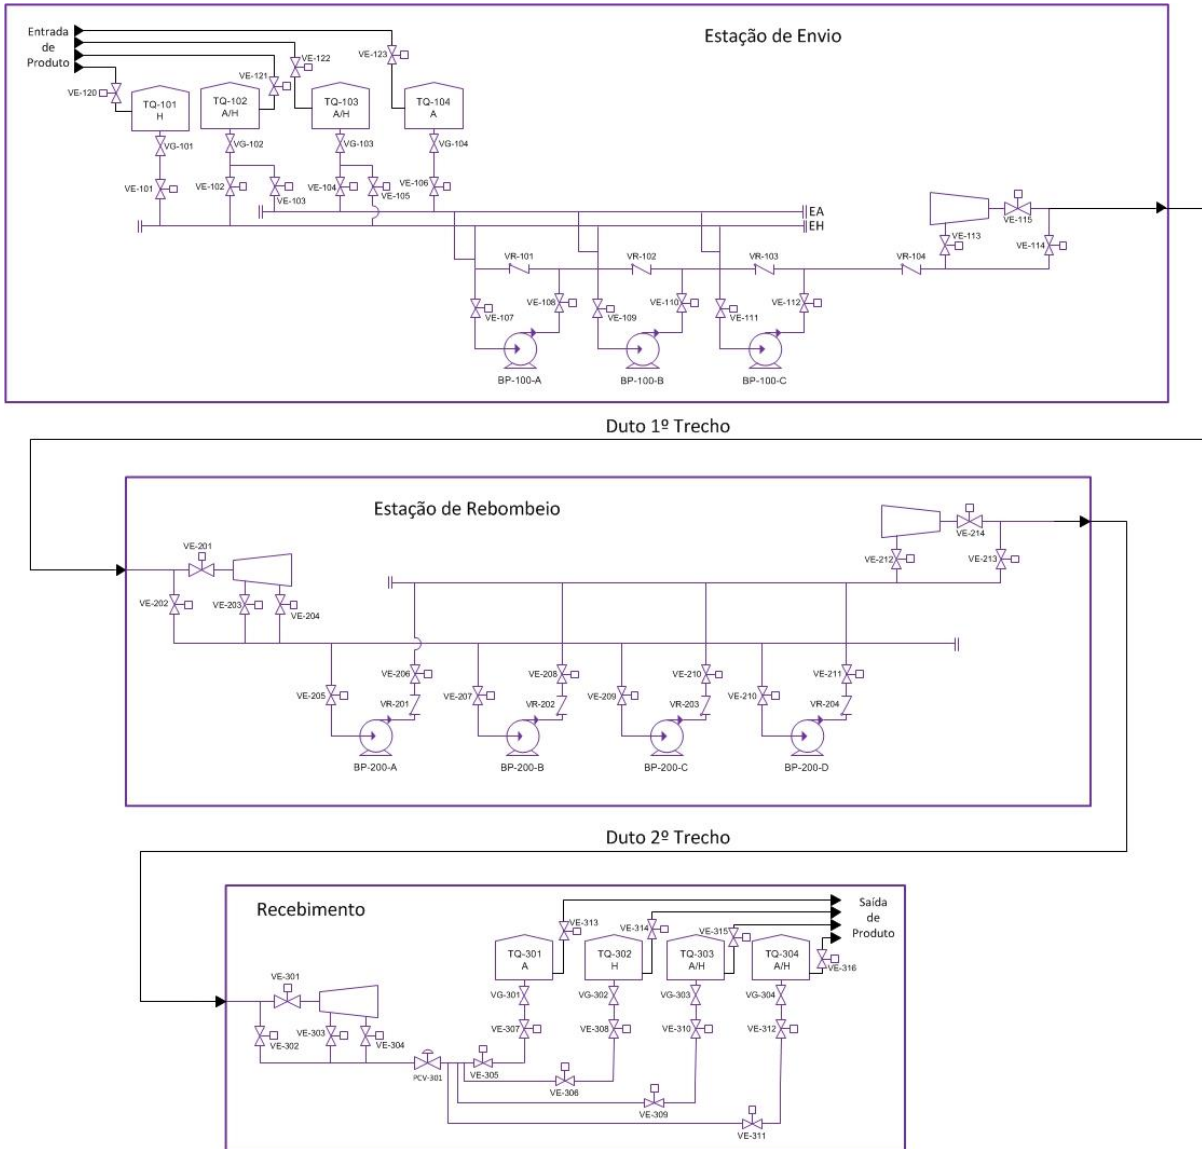 Estação de Envio
Entrada
de
Produto
VE-123
VE-122
VE-121
VE-120
TQ-101
H
TQ-102
A/H
TQ-103
A/H
TQ-104
A
VG-101
VG-102
VG-103
VG-104
VE-101
VE-102
VE-103
VE-104
VE-105
VE-106
EA
EH
VE-115
VE-113
VE-114
VR-101
VR-102
VR-103
VR-104
VE-107
VE-108
VE-109
VE-110
VE-111
VE-112
BP-100-A
BP-100-B
BP-100-C
Duto 1º Trecho
Estação de Rebombeio
VE-201
VE-214
VE-212
VE-213
VE-202
VE-203
VE-204
VE-205
VE-206
VE-207
VE-208
VE-209
VE-210
VE-210
VE-211
VR-201
VR-202
VR-203
VR-204
BP-200-A
BP-200-B
BP-200-C
BP-200-D
Duto 2º Trecho
Recebimento
Saída
de
Produto
VE-313
VE-314
VE-315
VE-316
TQ-301
A
TQ-302
H
TQ-303
A/H
TQ-304
A/H
VE-301
VG-301
VG-302
VG-303
VG-304
VE-302
VE-303
VE-304
VE-307
VE-308
VE-310
VE-312
PCV-301
VE-305
VE-306
VE-309
VE-311